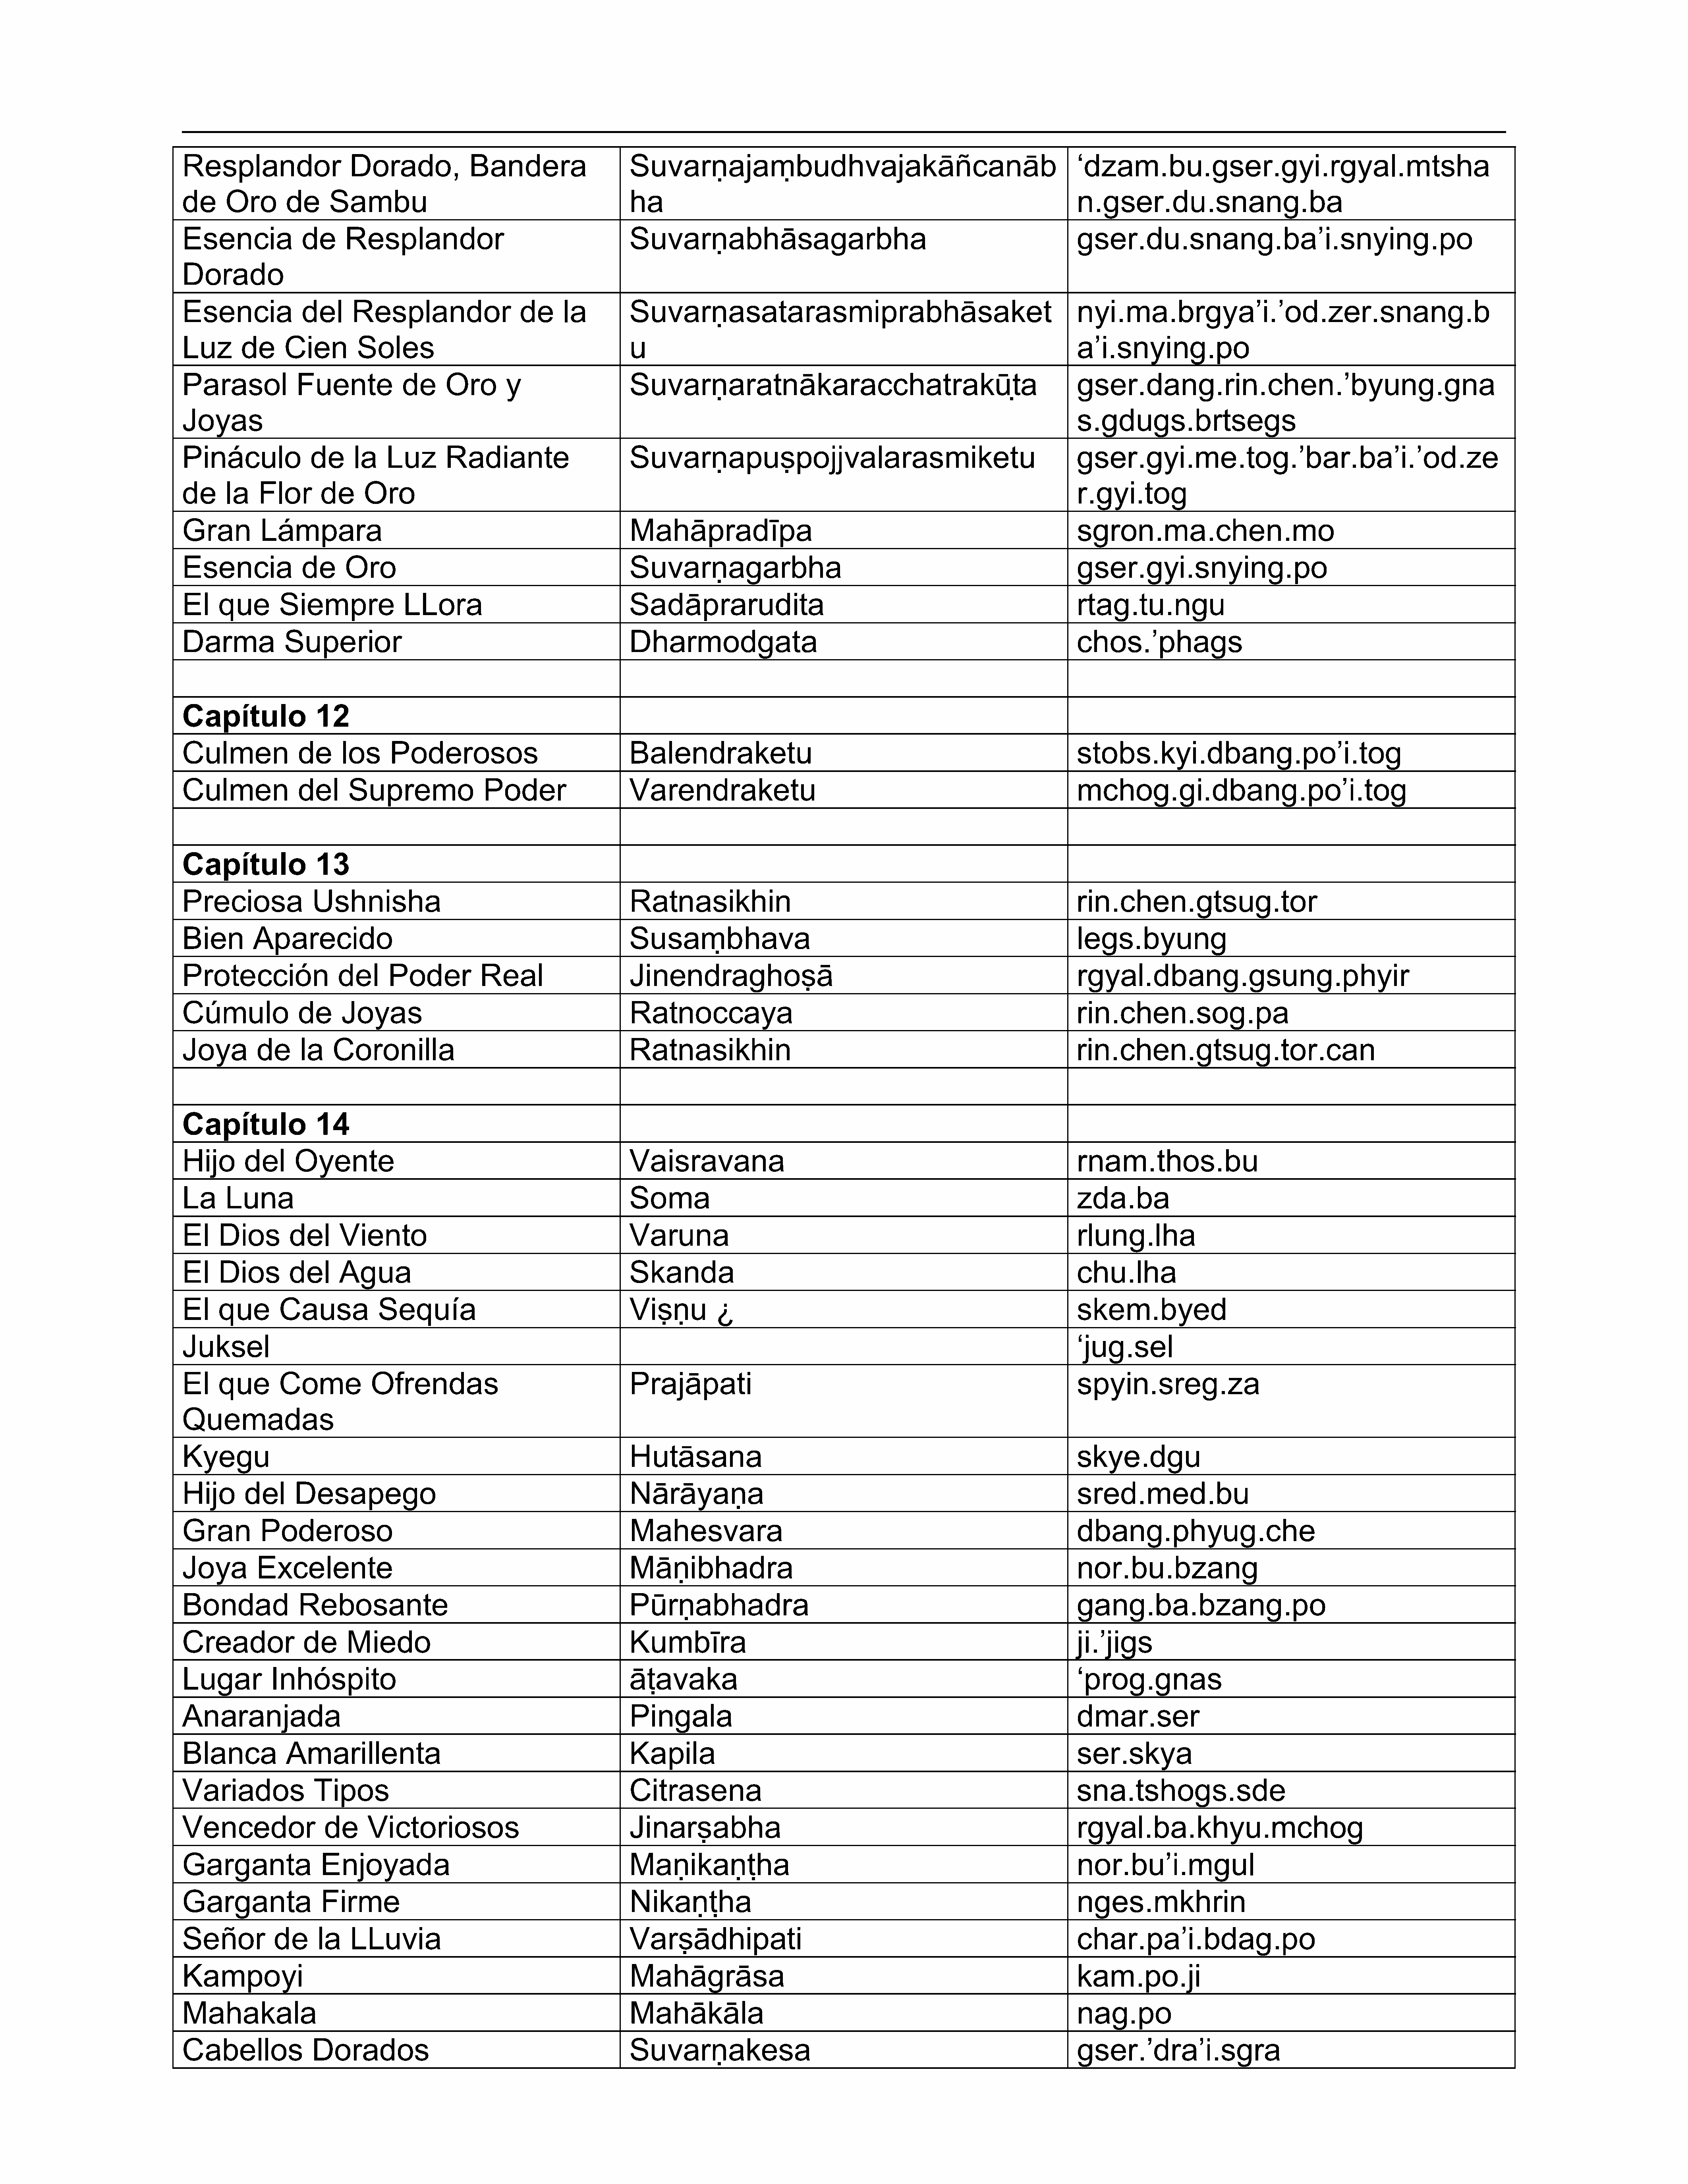 Resplandor Dorado, Bandera Suvarṇajaṃbudhvajakāñcanāb ‘dzam.bu.gser.gyi.rgyal.mtsha
de Oro de Sambu ha n.gser.du.snang.ba
Esencia de Resplandor Suvarṇabhāsagarbha gser.du.snang.ba’i.snying.po
Dorado
Esencia del Resplandor de la Suvarṇasatarasmiprabhāsaket nyi.ma.brgya’i.’od.zer.snang.b
Luz de Cien Soles u a’i.snying.po
Parasol Fuente de Oro y Suvarṇaratnākaracchatrakūṭa gser.dang.rin.chen.’byung.gna
Joyas s.gdugs.brtsegs
Pináculo de la Luz Radiante Suvarṇapuṣpojjvalarasmiketu gser.gyi.me.tog.’bar.ba’i.’od.ze
de la Flor de Oro r.gyi.tog
Gran Lámpara Mahāpradīpa sgron.ma.chen.mo
Esencia de Oro Suvarṇagarbha gser.gyi.snying.po
El que Siempre LLora Sadāprarudita rtag.tu.ngu
Darma Superior Dharmodgata chos.’phags
Capítulo 12
Culmen de los Poderosos Balendraketu stobs.kyi.dbang.po’i.tog
Culmen del Supremo Poder Varendraketu mchog.gi.dbang.po’i.tog
Capítulo 13
Preciosa Ushnisha Ratnasikhin rin.chen.gtsug.tor
Bien Aparecido Susaṃbhava legs.byung
Protección del Poder Real Jinendraghoṣā rgyal.dbang.gsung.phyir
Cúmulo de Joyas Ratnoccaya rin.chen.sog.pa
Joya de la Coronilla Ratnasikhin rin.chen.gtsug.tor.can
Capítulo 14
Hijo del Oyente Vaisravana rnam.thos.bu
La Luna Soma zda.ba
El Dios del Viento Varuna rlung.lha
El Dios del Agua Skanda chu.lha
El que Causa Sequía Viṣṇu ¿ skem.byed
Juksel ‘jug.sel
El que Come Ofrendas Prajāpati spyin.sreg.za
Quemadas
Kyegu Hutāsana skye.dgu
Hijo del Desapego Nārāyaṇa sred.med.bu
Gran Poderoso Mahesvara dbang.phyug.che
Joya Excelente Māṇibhadra nor.bu.bzang
Bondad Rebosante Pūrṇabhadra gang.ba.bzang.po
Creador de Miedo Kumbīra ji.’jigs
Lugar Inhóspito āṭavaka ‘prog.gnas
Anaranjada Pingala dmar.ser
Blanca Amarillenta Kapila ser.skya
Variados Tipos Citrasena sna.tshogs.sde
Vencedor de Victoriosos Jinarṣabha rgyal.ba.khyu.mchog
Garganta Enjoyada Maṇikaṇṭha nor.bu’i.mgul
Garganta Firme Nikaṇṭha nges.mkhrin
Señor de la LLuvia Varṣādhipati char.pa’i.bdag.po
Kampoyi Mahāgrāsa kam.po.ji
Mahakala Mahākāla nag.po
Cabellos Dorados Suvarṇakesa gser.’dra’i.sgra